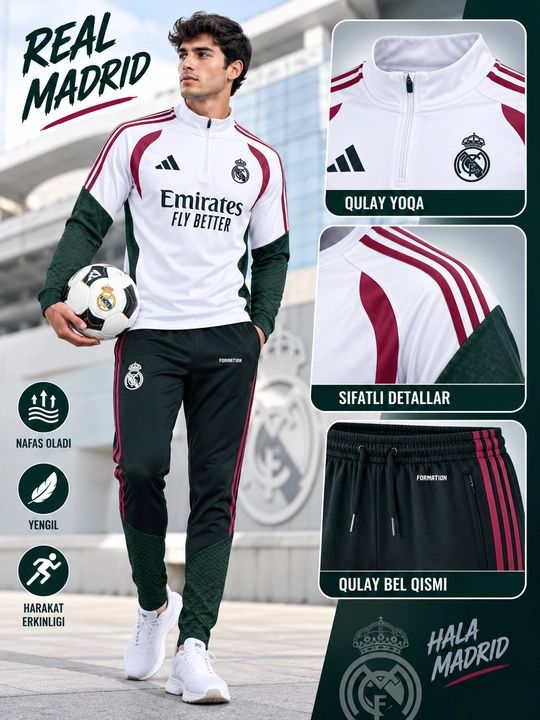 REAL
MADRID
Emirates
FLY BETTER
FORMATION
NAFAS OLADI
YENGIL
HARAKAT
ERKINLIGI
QULAY YOQA
SIFATLI DETALLAR
FORMATION
QULAY BEL QISMI
HALA
MADRID